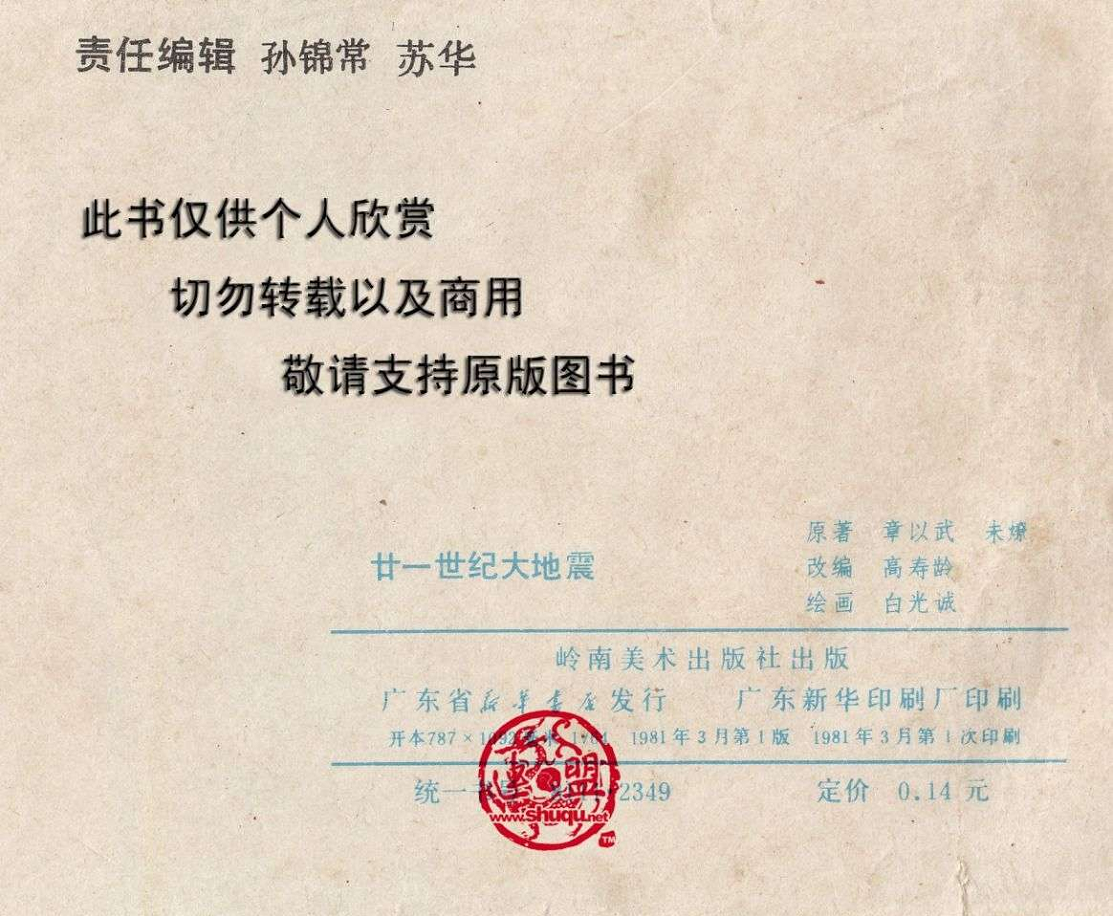 责任编辑 孙锦常 苏华
此书仅供个人欣赏
切勿转载以及商用
敬请支持原版图书
廿一世纪大地震
原著 章以武 未燎
改编 高寿龄
绘画 白光诚
岭南美术出版社出版
广东省新华书店发行 广东新华印刷厂印刷
开本787×1092毫米 1/64 1981年3月第1版 1981年3月第1次印刷
统一书号 2349 定价 0.14元
连盟
www.shuqu.net
TM